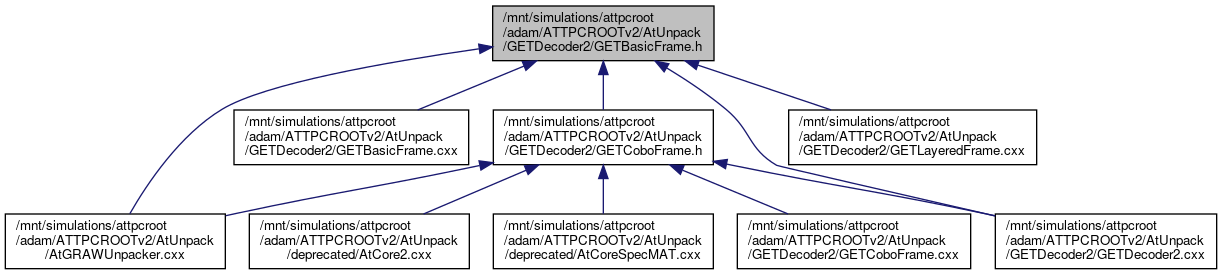 /mnt/simulations/attpcroot
/adam/ATTPCROOTv2/AtUnpack
/GETDecoder2/GETBasicFrame.h
/mnt/simulations/attpcroot
/adam/ATTPCROOTv2/AtUnpack
/GETDecoder2/GETBasicFrame.cxx
/mnt/simulations/attpcroot
/adam/ATTPCROOTv2/AtUnpack
/GETDecoder2/GETCoboFrame.h
/mnt/simulations/attpcroot
/adam/ATTPCROOTv2/AtUnpack
/GETDecoder2/GETLayeredFrame.cxx
/mnt/simulations/attpcroot
/adam/ATTPCROOTv2/AtUnpack
/AtGRAWUnpacker.cxx
/mnt/simulations/attpcroot
/adam/ATTPCROOTv2/AtUnpack
/deprecated/AtCore2.cxx
/mnt/simulations/attpcroot
/adam/ATTPCROOTv2/AtUnpack
/deprecated/AtCoreSpecMAT.cxx
/mnt/simulations/attpcroot
/adam/ATTPCROOTv2/AtUnpack
/GETDecoder2/GETCoboFrame.cxx
/mnt/simulations/attpcroot
/adam/ATTPCROOTv2/AtUnpack
/GETDecoder2/GETDecoder2.cxx